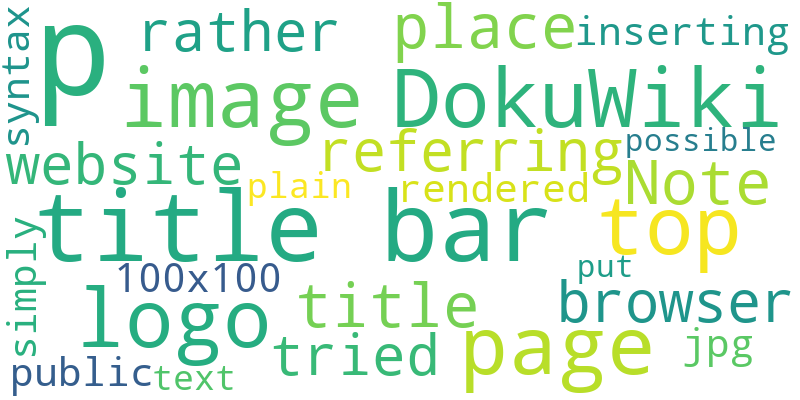 syntax
p
rather
place
inserting
image
DokuWiki
website
referring
possible
plain
rendered
Note
title bar
top
simply
100x100
put
logo
title
browser
tried
page
jpg
public
text